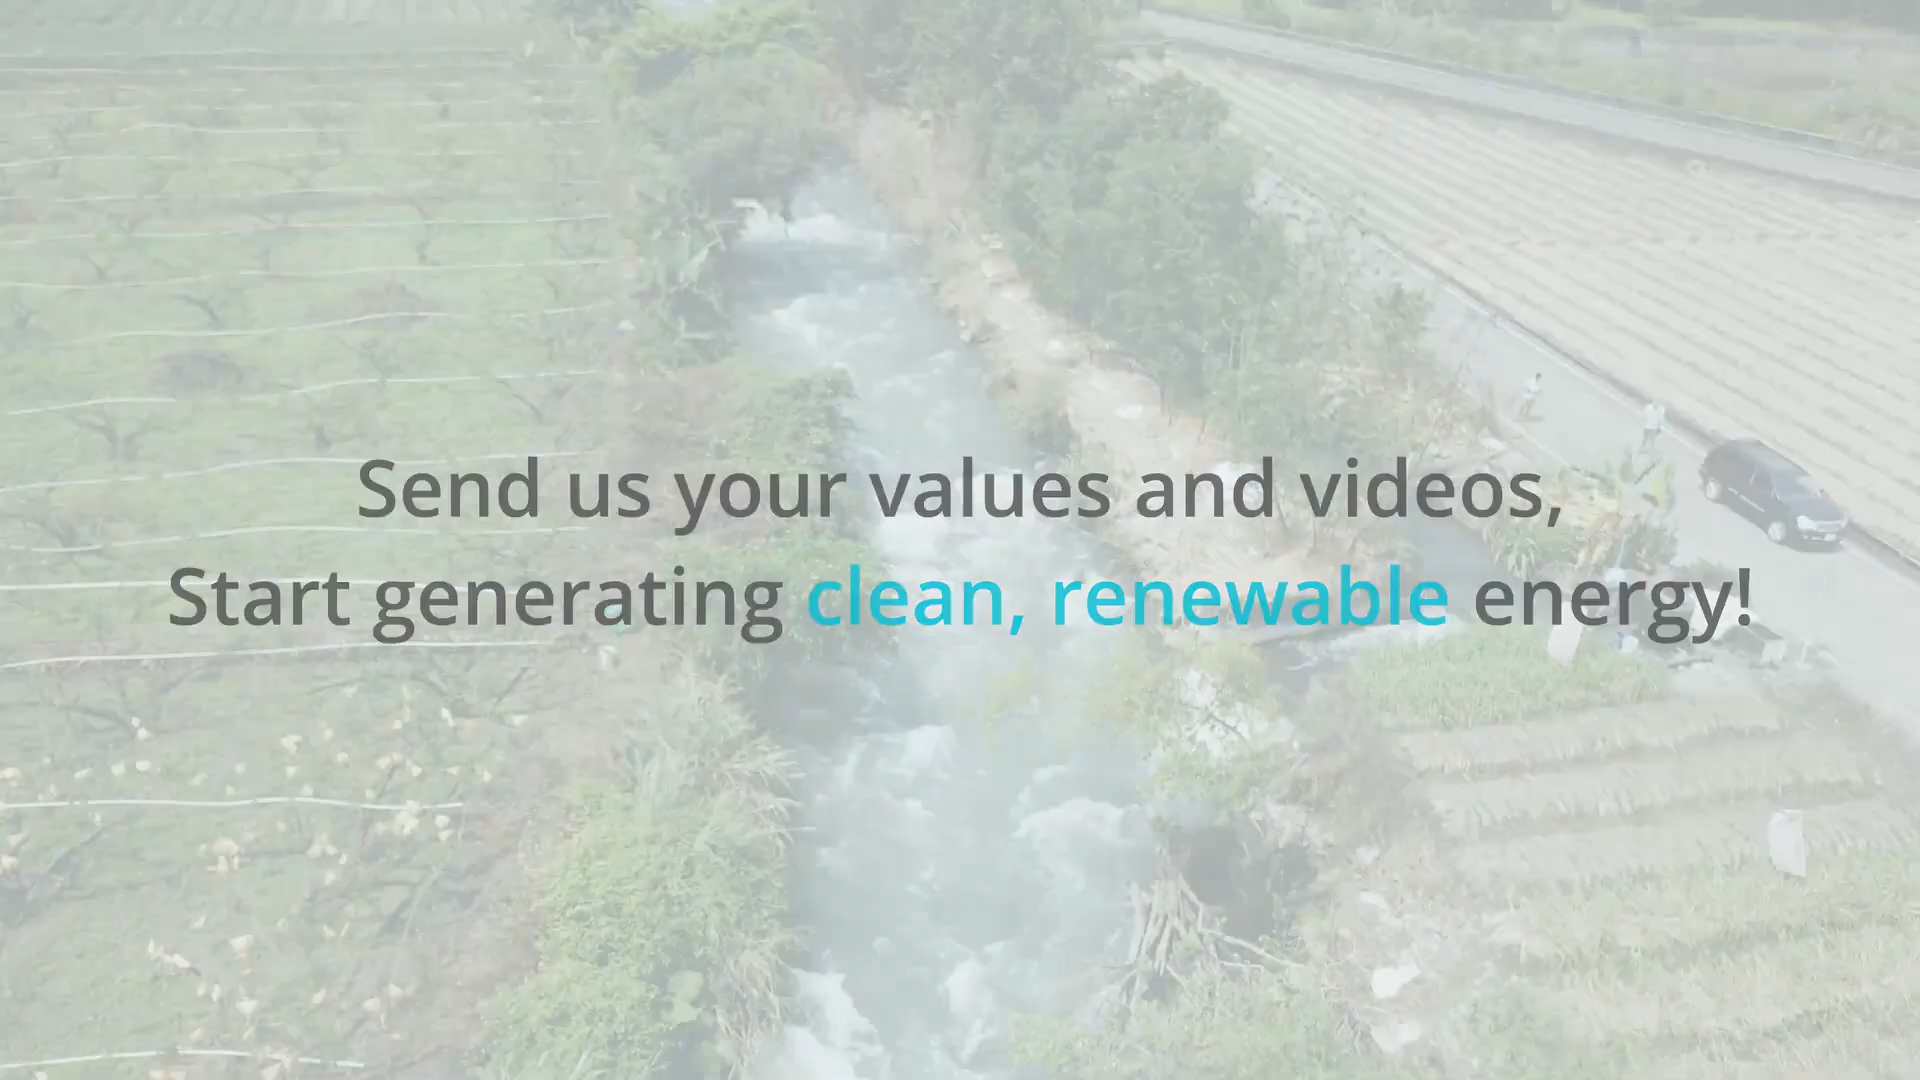 Send us your values and videos,
Start generating clean, renewable energy!